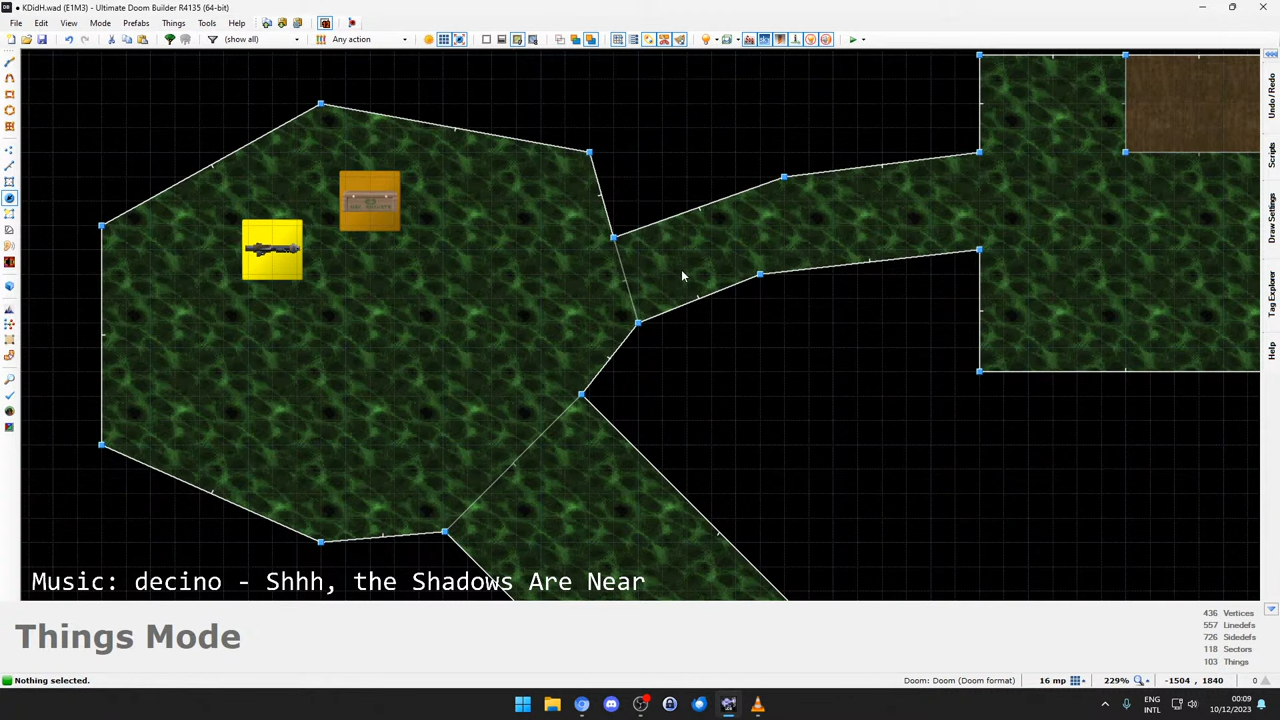 KDidH.wad (E1M3) - Ultimate Doom Builder R4135 (64-bit)
File Edit View Mode Prefabs Things Tools Help
(show all) Any action
Undo / Redo
Scripts
Draw Settings
Tag Explorer
Help
Music: decino - Shhh, the Shadows Are Near
Things Mode
436 Vertices
557 Linedefs
726 Sidedefs
118 Sectors
103 Things
Nothing selected. Doom: Doom (Doom format) 16 mp 229% -1504 , 1840 0
ENG
INTL
00:09
10/12/2023